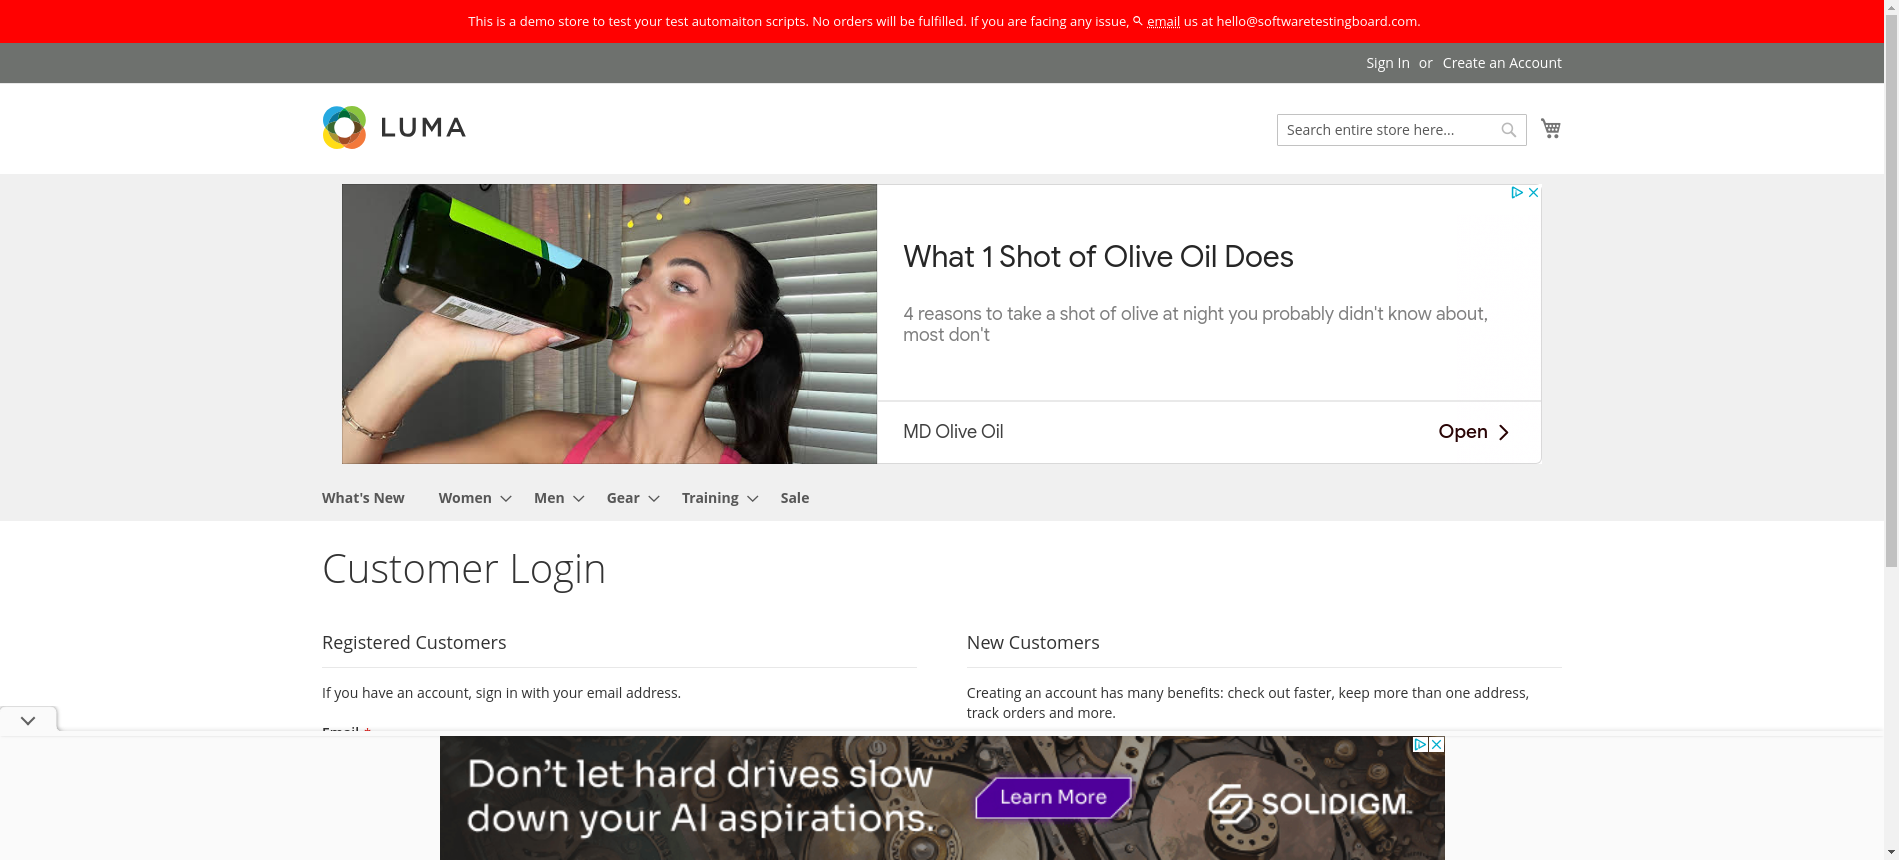 This is a demo store to test your test automaiton scripts. No orders will be fulfilled. If you are facing any issue, email us at hello@softwaretestingboard.com.
Sign In or Create an Account
LUMA
Search entire store here...
What 1 Shot of Olive Oil Does
4 reasons to take a shot of olive at night you probably didn't know about,
most don't
MD Olive Oil
Open
What's New Women Men Gear Training Sale
Customer Login
Registered Customers
If you have an account, sign in with your email address.
Email *
New Customers
Creating an account has many benefits: check out faster, keep more than one address,
track orders and more.
Don't let hard drives slow
down your AI aspirations.
Learn More
SOLIDIGM